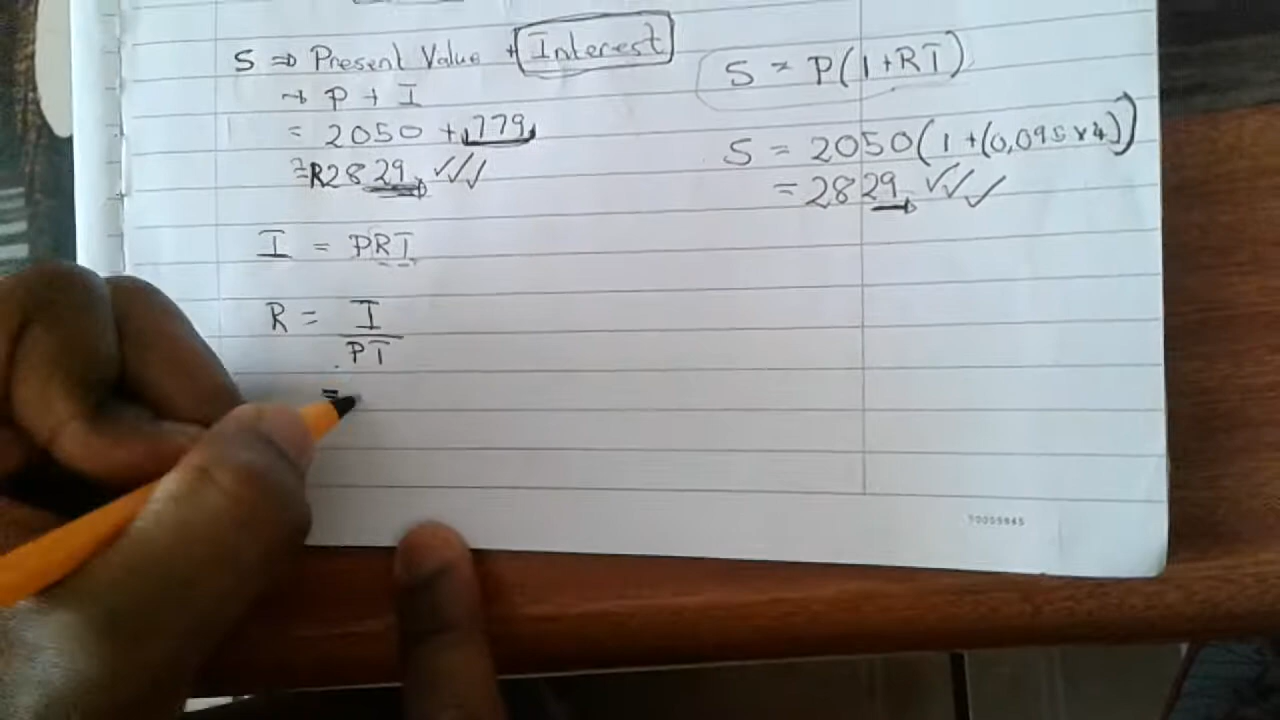 S ⇒ Present Value + Interest
→ P + I
= 2050 + 779
= R2829 ✓✓✓
S = P(1+RT)
S = 2050(1+(0,095×4))
= 2829 ✓✓✓
I = PRT
R = I
PT
=